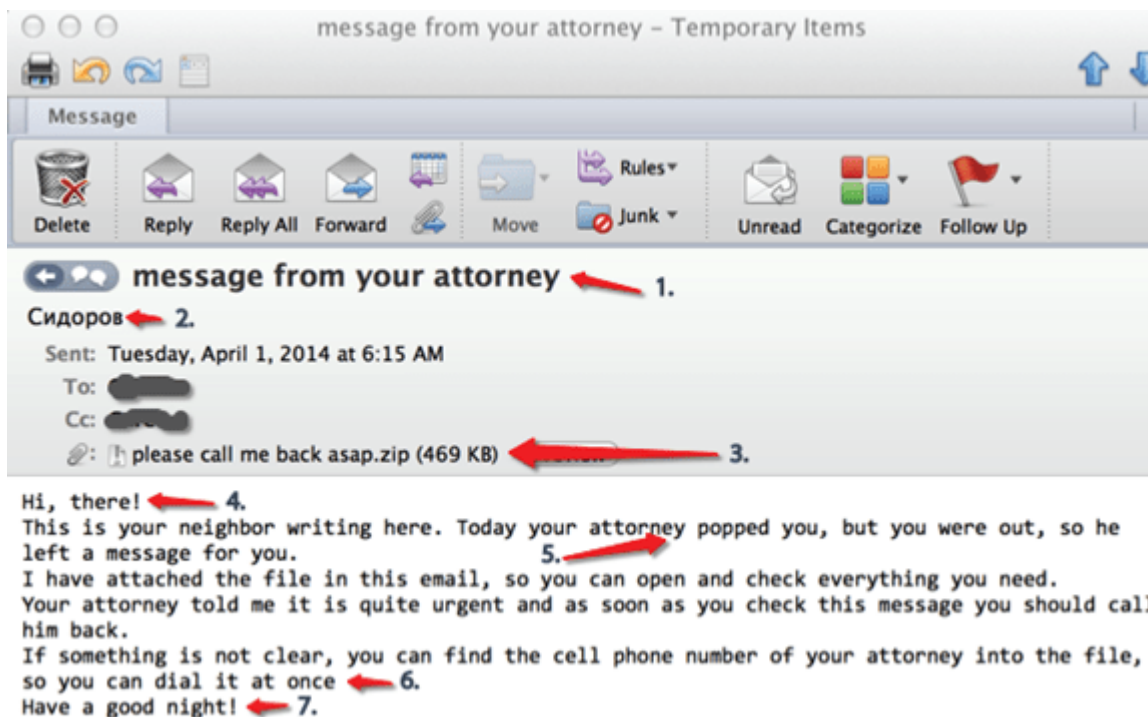 message from your attorney – Temporary Items
Message
Delete Reply Reply All Forward Move Rules Junk Unread Categorize Follow Up
message from your attorney 1.
Сидоров 2.
Sent: Tuesday, April 1, 2014 at 6:15 AM
To:
Cc:
please call me back asap.zip (469 KB) 3.
Hi, there! 4.
This is your neighbor writing here. Today your attorney popped you, but you were out, so he
left a message for you. 5.
I have attached the file in this email, so you can open and check everything you need.
Your attorney told me it is quite urgent and as soon as you check this message you should call
him back.
If something is not clear, you can find the cell phone number of your attorney into the file,
so you can dial it at once 6.
Have a good night! 7.